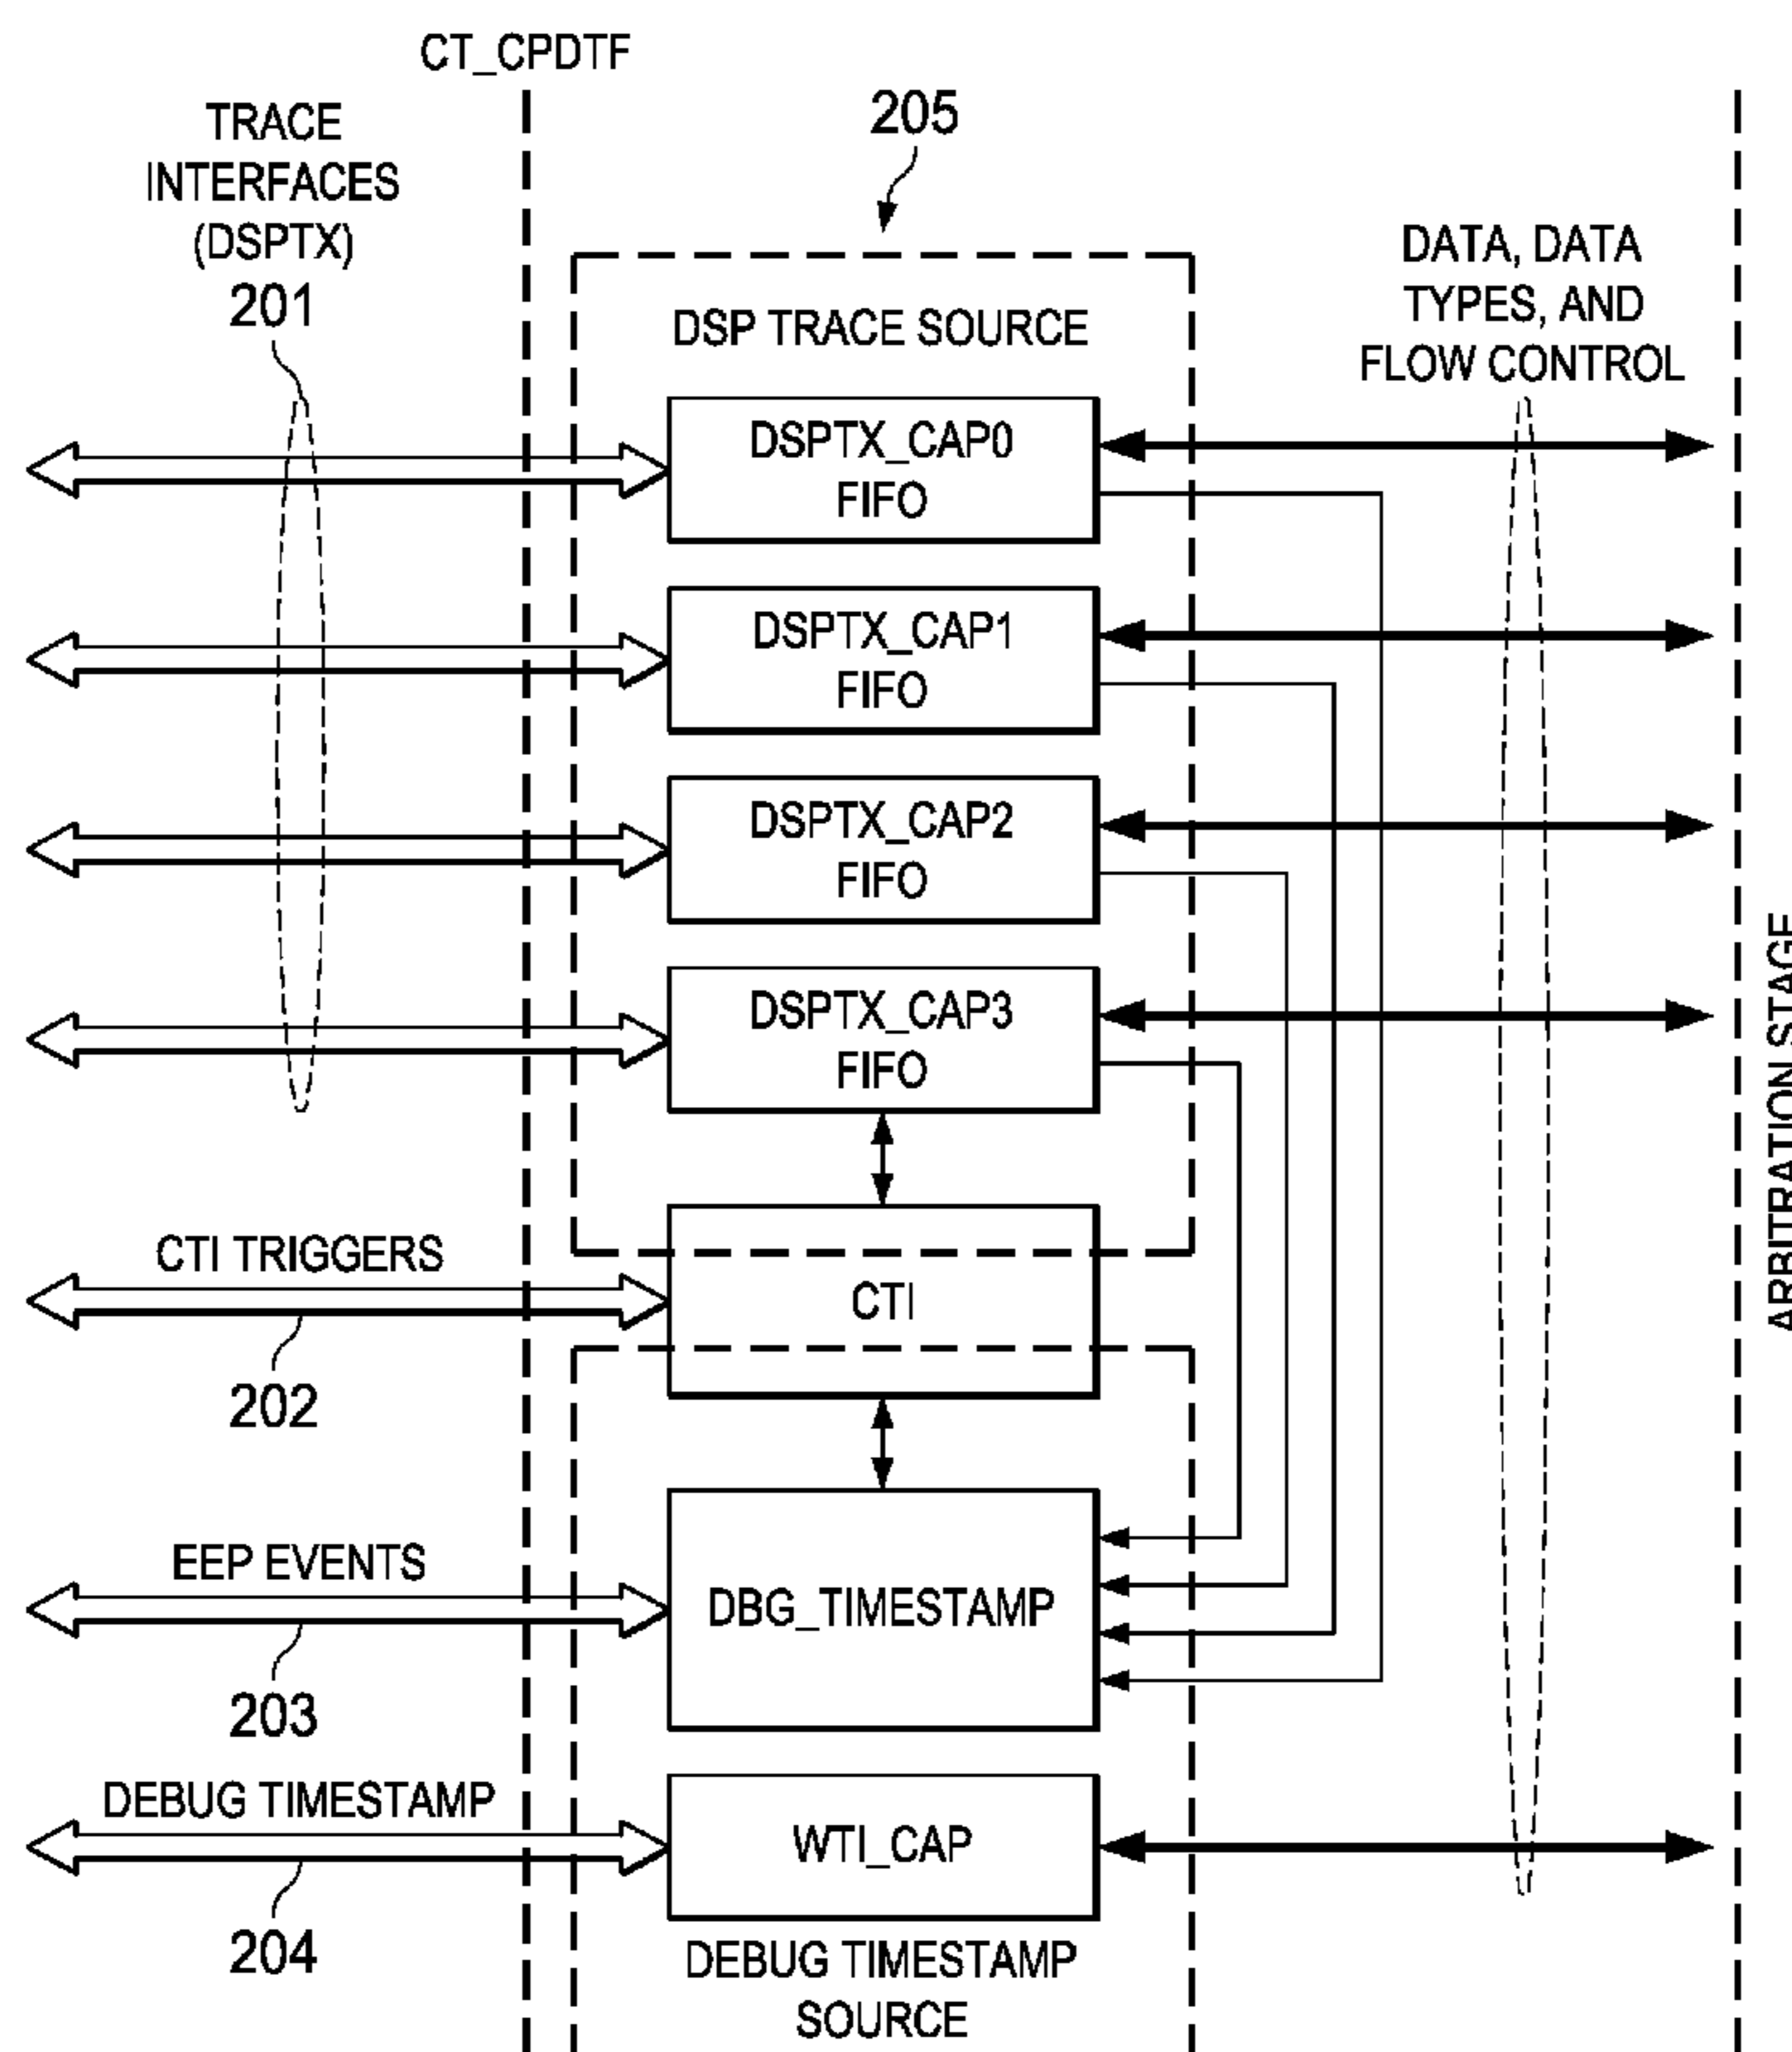 CT_CPDTF
TRACE
INTERFACES
(DSPTX)
201
205
DATA, DATA
TYPES, AND
FLOW CONTROL
DSP TRACE SOURCE
DSPTX_CAP0
FIFO
DSPTX_CAP1
FIFO
DSPTX_CAP2
FIFO
DSPTX_CAP3
FIFO
ARBITRATION STAGE
CTI TRIGGERS
202
CTI
EEP EVENTS
203
DBG_TIMESTAMP
DEBUG TIMESTAMP
204
WTI_CAP
DEBUG TIMESTAMP
SOURCE